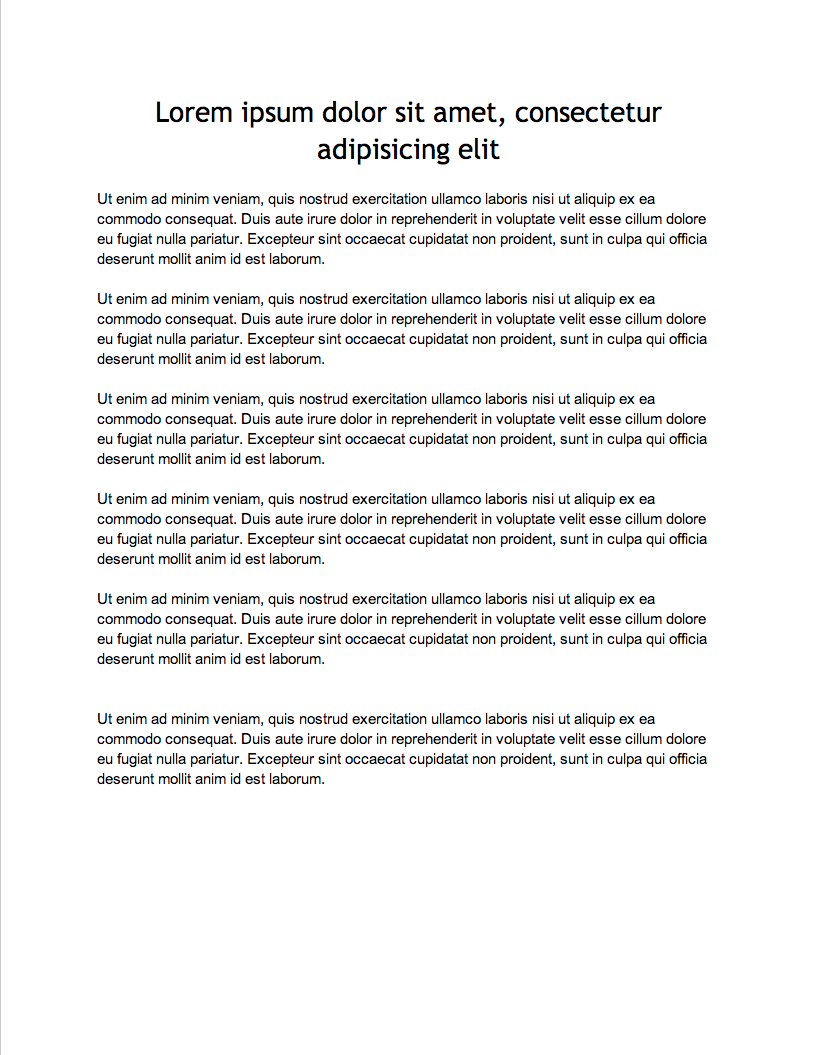 Lorem ipsum dolor sit amet, consectetur
adipisicing elit
Ut enim ad minim veniam, quis nostrud exercitation ullamco laboris nisi ut aliquip ex ea
commodo consequat. Duis aute irure dolor in reprehenderit in voluptate velit esse cillum dolore
eu fugiat nulla pariatur. Excepteur sint occaecat cupidatat non proident, sunt in culpa qui officia
deserunt mollit anim id est laborum.
Ut enim ad minim veniam, quis nostrud exercitation ullamco laboris nisi ut aliquip ex ea
commodo consequat. Duis aute irure dolor in reprehenderit in voluptate velit esse cillum dolore
eu fugiat nulla pariatur. Excepteur sint occaecat cupidatat non proident, sunt in culpa qui officia
deserunt mollit anim id est laborum.
Ut enim ad minim veniam, quis nostrud exercitation ullamco laboris nisi ut aliquip ex ea
commodo consequat. Duis aute irure dolor in reprehenderit in voluptate velit esse cillum dolore
eu fugiat nulla pariatur. Excepteur sint occaecat cupidatat non proident, sunt in culpa qui officia
deserunt mollit anim id est laborum.
Ut enim ad minim veniam, quis nostrud exercitation ullamco laboris nisi ut aliquip ex ea
commodo consequat. Duis aute irure dolor in reprehenderit in voluptate velit esse cillum dolore
eu fugiat nulla pariatur. Excepteur sint occaecat cupidatat non proident, sunt in culpa qui officia
deserunt mollit anim id est laborum.
Ut enim ad minim veniam, quis nostrud exercitation ullamco laboris nisi ut aliquip ex ea
commodo consequat. Duis aute irure dolor in reprehenderit in voluptate velit esse cillum dolore
eu fugiat nulla pariatur. Excepteur sint occaecat cupidatat non proident, sunt in culpa qui officia
deserunt mollit anim id est laborum.
Ut enim ad minim veniam, quis nostrud exercitation ullamco laboris nisi ut aliquip ex ea
commodo consequat. Duis aute irure dolor in reprehenderit in voluptate velit esse cillum dolore
eu fugiat nulla pariatur. Excepteur sint occaecat cupidatat non proident, sunt in culpa qui officia
deserunt mollit anim id est laborum.